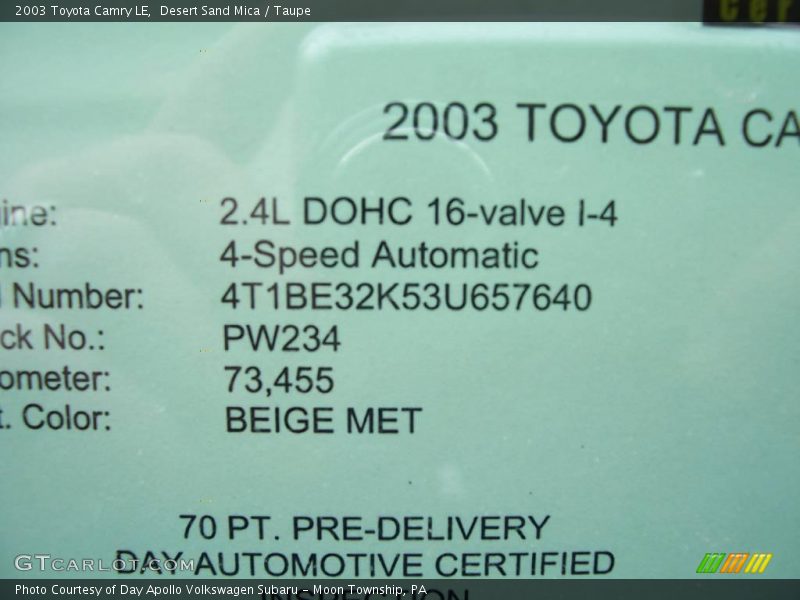 2003 Toyota Camry LE,  Desert Sand Mica / Taupe
cer
2003 TOYOTA CA
ine: 2.4L DOHC 16-valve I-4
ns: 4-Speed Automatic
l Number: 4T1BE32K53U657640
ck No.: PW234
ometer: 73,455
t. Color: BEIGE MET
70 PT. PRE-DELIVERY
DAY AUTOMOTIVE CERTIFIED
GTCARLOT.COM
INSPECTION
Photo Courtesy of Day Apollo Volkswagen Subaru - Moon Township, PA